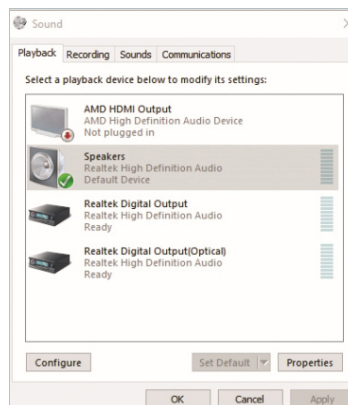 Sound
Playback Recording Sounds Communications
Select a playback device below to modify its settings:
AMD HDMI Output
AMD High Definition Audio Device
Not plugged in
Speakers
Realtek High Definition Audio
Default Device
Realtek Digital Output
Realtek High Definition Audio
Ready
Realtek Digital Output(Optical)
Realtek High Definition Audio
Ready
Configure Set Default Properties
OK Cancel Apply